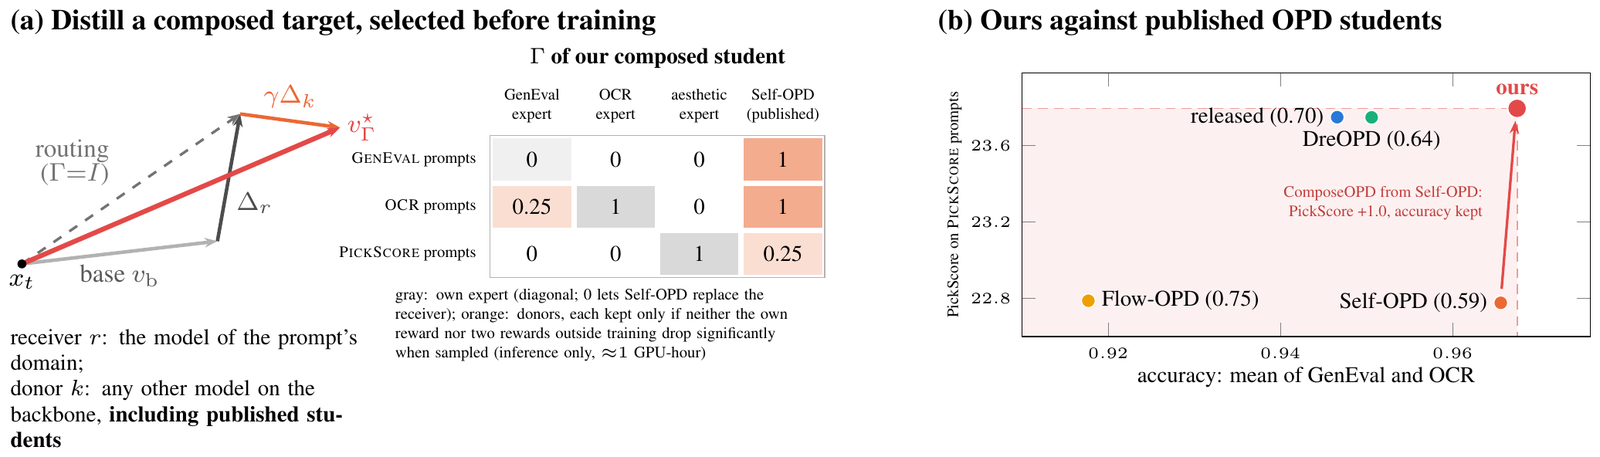 (a) Distill a composed target, selected before training
γΔk
v⋆Γ
routing
(Γ=I)
Δr
xt
base vb
receiver r: the model of the prompt's
domain;
donor k: any other model on the
backbone, including published stu-
dents
Γ of our composed student
GenEval expert
OCR expert
aesthetic expert
Self-OPD (published)
GENEVAL prompts 0 0 0 1
OCR prompts 0.25 1 0 1
PICKSCORE prompts 0 0 1 0.25
gray: own expert (diagonal; 0 lets Self-OPD replace the
receiver); orange: donors, each kept only if neither the own
reward nor two rewards outside training drop significantly
when sampled (inference only, ≈1 GPU-hour)
(b) Ours against published OPD students
PickScore on PICKSCORE prompts
23.6
23.2
22.8
ours
released (0.70)
DreOPD (0.64)
ComposeOPD from Self-OPD:
PickScore +1.0, accuracy kept
Flow-OPD (0.75)
Self-OPD (0.59)
0.92 0.94 0.96
accuracy: mean of GenEval and OCR